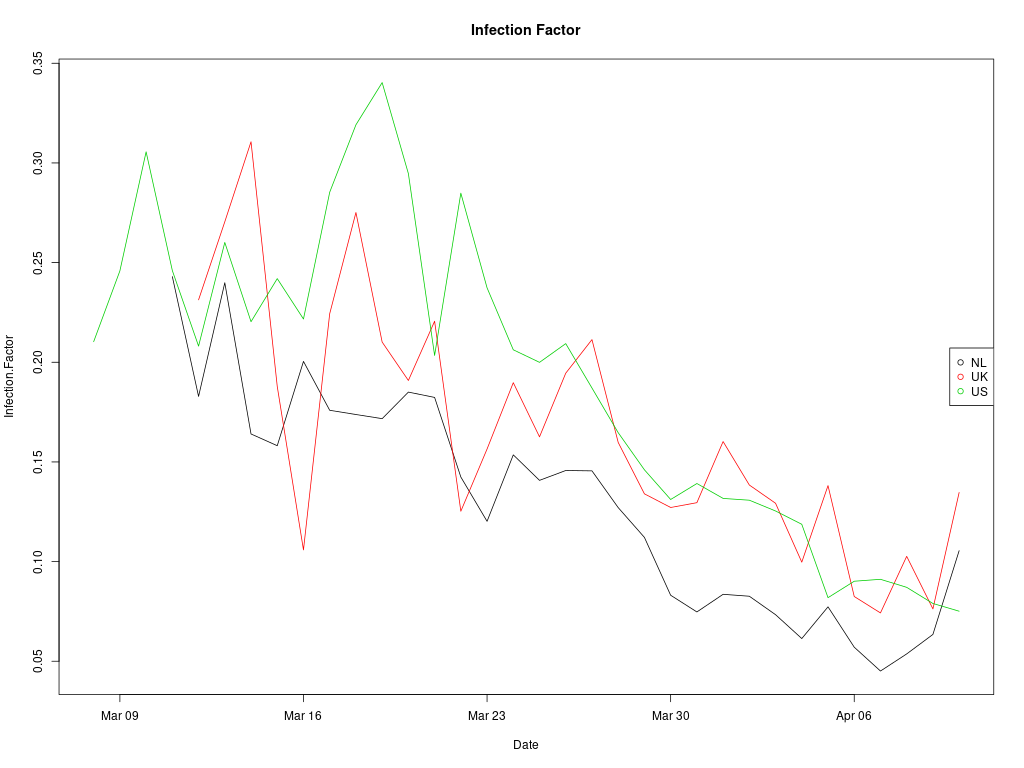 Infection Factor
Infection.Factor
0.35
0.30
0.25
0.20
0.15
0.10
0.05
NL
UK
US
Mar 09
Mar 16
Mar 23
Mar 30
Apr 06
Date